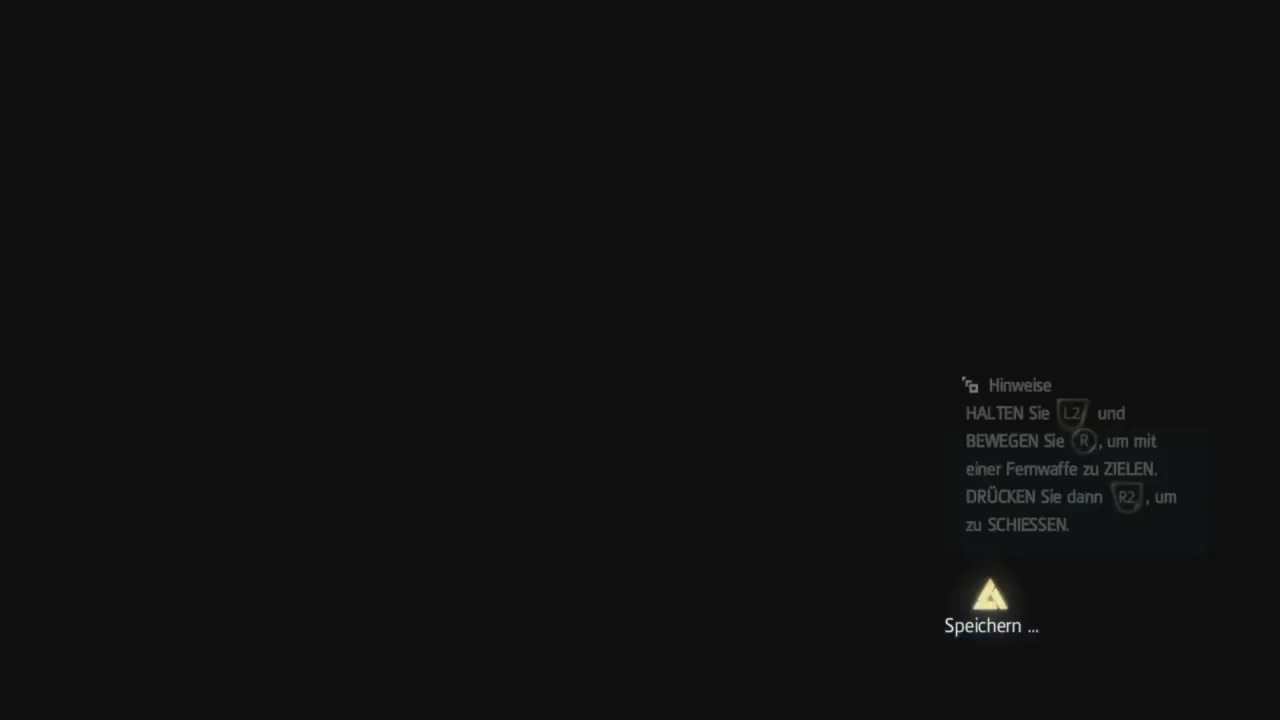 Hinweise
HALTEN Sie L2 und
BEWEGEN Sie R, um mit
einer Fernwaffe zu ZIELEN.
DRÜCKEN Sie dann R2, um
zu SCHIESSEN.
Speichern ...